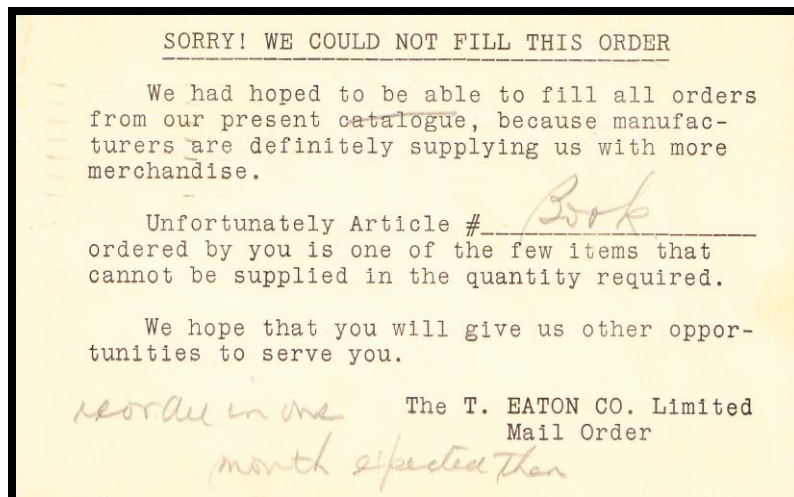 SORRY! WE COULD NOT FILL THIS ORDER
We had hoped to be able to fill all orders
from our present catalogue, because manufac-
turers are definitely supplying us with more
merchandise.
Unfortunately Article # Book
ordered by you is one of the few items that
cannot be supplied in the quantity required.
We hope that you will give us other oppor-
tunities to serve you.
The T. EATON CO. Limited
Mail Order
reorder in one
month expected then